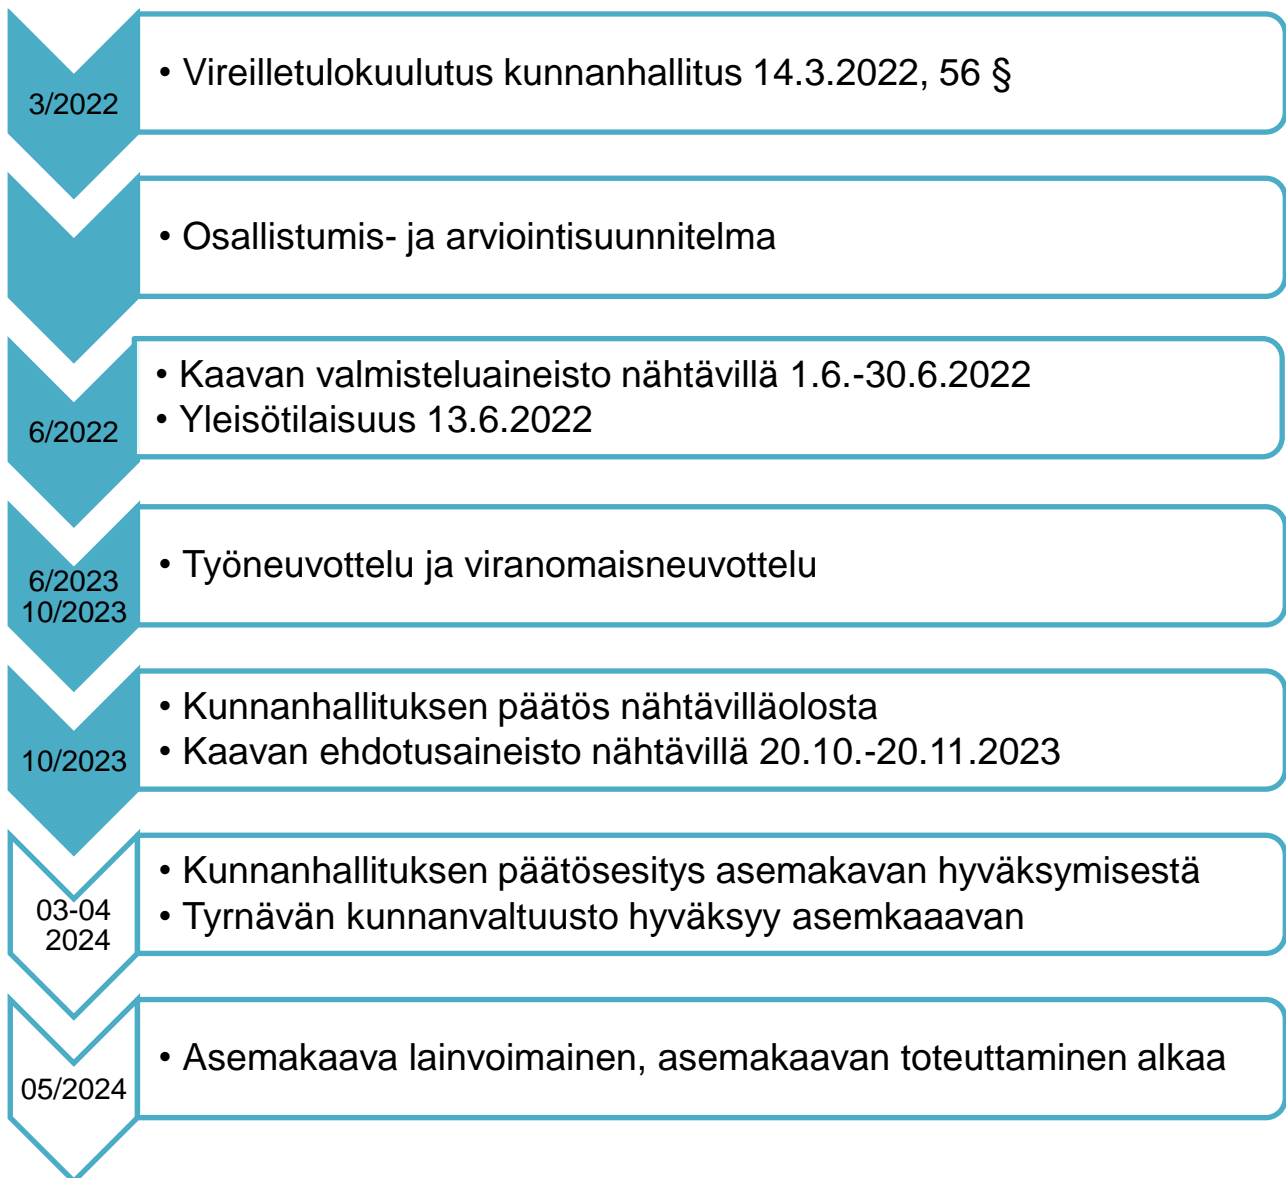 3/2022
• Vireilletulokuulutus kunnanhallitus 14.3.2022, 56 §
• Osallistumis- ja arviointisuunnitelma
6/2022
• Kaavan valmisteluaineisto nähtävillä 1.6.-30.6.2022
• Yleisötilaisuus 13.6.2022
6/2023
10/2023
• Työneuvottelu ja viranomaisneuvottelu
10/2023
• Kunnanhallituksen päätös nähtävilläolosta
• Kaavan ehdotusaineisto nähtävillä 20.10.-20.11.2023
03-04
2024
• Kunnanhallituksen päätösesitys asemakavan hyväksymisestä
• Tyrnävän kunnanvaltuusto hyväksyy asemkaaavan
05/2024
• Asemakaava lainvoimainen, asemakaavan toteuttaminen alkaa